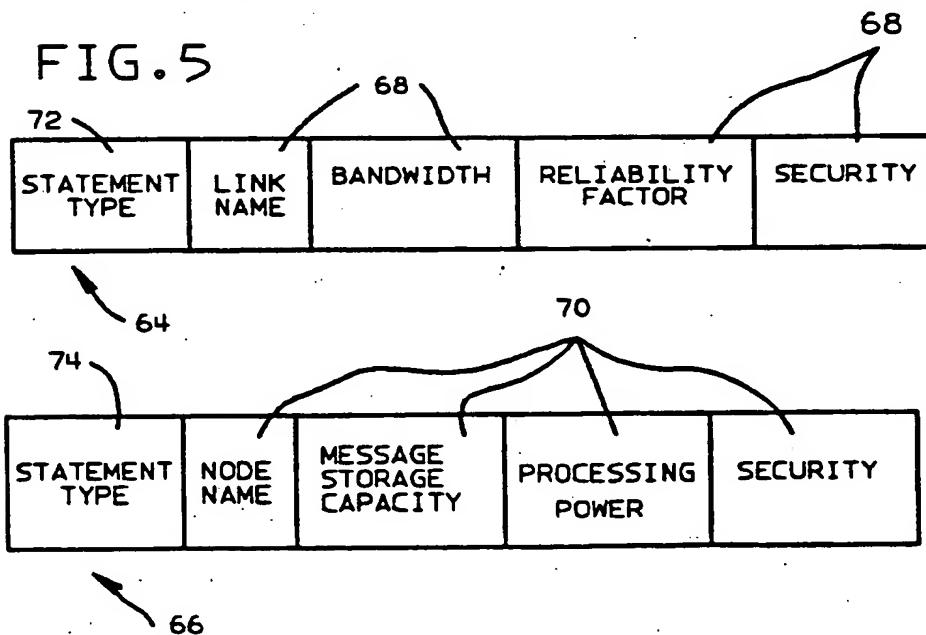 FIG.5
68
68
72
STATEMENT TYPE
LINK NAME
BANDWIDTH
RELIABILITY FACTOR
SECURITY
64
70
74
STATEMENT TYPE
NODE NAME
MESSAGE STORAGE CAPACITY
PROCESSING POWER
SECURITY
66